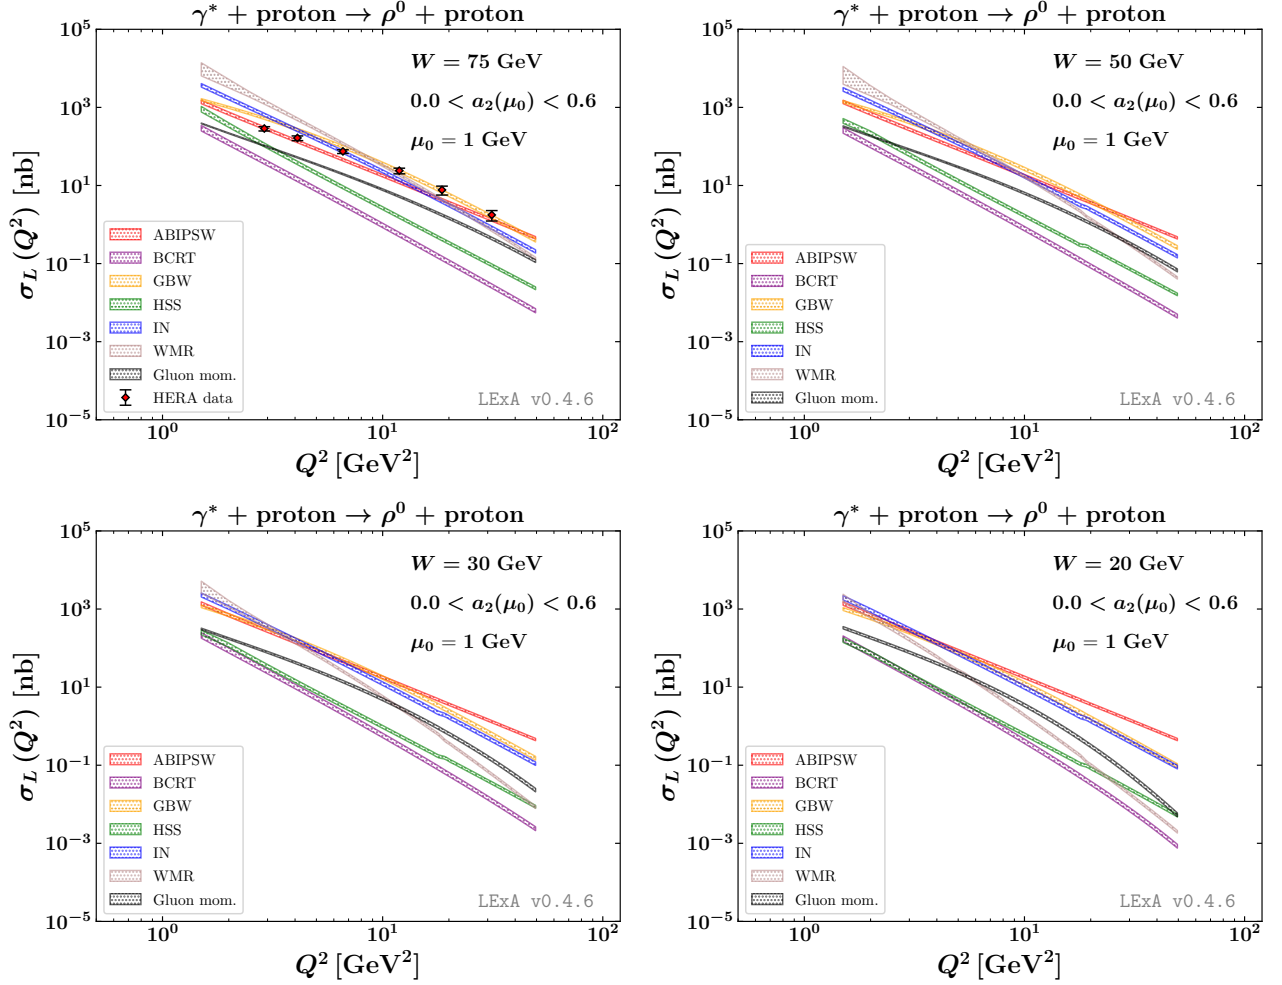 γ* + proton → ρ⁰ + proton
W = 75 GeV
0.0 < a₂(μ₀) < 0.6
μ₀ = 1 GeV
10⁵
10³
10¹
10⁻¹
10⁻³
10⁻⁵
σ_L (Q²) [nb]
ABIPSW
BCRT
GBW
HSS
IN
WMR
Gluon mom.
HERA data
LExA v0.4.6
10⁰
10¹
10²
Q² [GeV²]
γ* + proton → ρ⁰ + proton
W = 50 GeV
0.0 < a₂(μ₀) < 0.6
μ₀ = 1 GeV
10⁵
10³
10¹
10⁻¹
10⁻³
10⁻⁵
σ_L (Q²) [nb]
ABIPSW
BCRT
GBW
HSS
IN
WMR
Gluon mom.
LExA v0.4.6
10⁰
10¹
10²
Q² [GeV²]
γ* + proton → ρ⁰ + proton
W = 30 GeV
0.0 < a₂(μ₀) < 0.6
μ₀ = 1 GeV
10⁵
10³
10¹
10⁻¹
10⁻³
10⁻⁵
σ_L (Q²) [nb]
ABIPSW
BCRT
GBW
HSS
IN
WMR
Gluon mom.
LExA v0.4.6
10⁰
10¹
10²
Q² [GeV²]
γ* + proton → ρ⁰ + proton
W = 20 GeV
0.0 < a₂(μ₀) < 0.6
μ₀ = 1 GeV
10⁵
10³
10¹
10⁻¹
10⁻³
10⁻⁵
σ_L (Q²) [nb]
ABIPSW
BCRT
GBW
HSS
IN
WMR
Gluon mom.
LExA v0.4.6
10⁰
10¹
10²
Q² [GeV²]